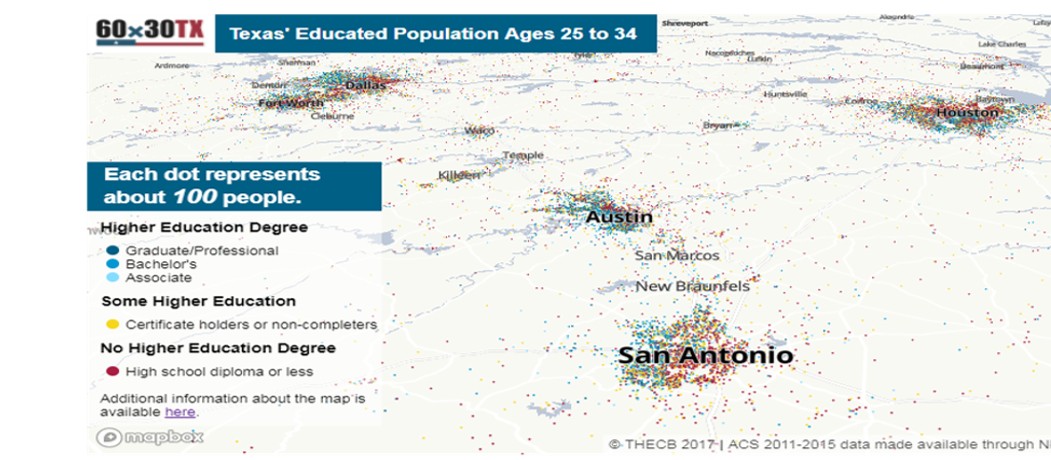 60x30TX
Texas' Educated Population Ages 25 to 34
Shreveport
Alexandria
Nacogdoches
Lufkin
Lake Charles
Beaumont
Ardmore
Sherman
Denton
Dallas
Fort Worth
Cleburne
Huntsville
Conroe
Baytown
Houston
Bryan
Waco
Temple
Killeen
Austin
San Marcos
New Braunfels
San Antonio
Each dot represents
about 100 people.
Higher Education Degree
Graduate/Professional
Bachelor's
Associate
Some Higher Education
Certificate holders or non-completers
No Higher Education Degree
High school diploma or less
Additional information about the map is
available here.
mapbox
© THECB 2017 | ACS 2011-2015 data made available through